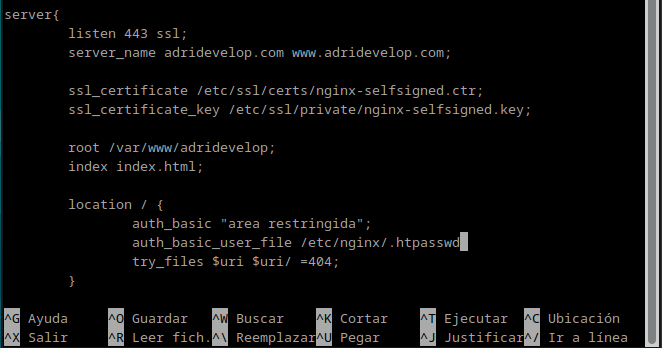 server{
listen 443 ssl;
server_name adridevelop.com www.adridevelop.com;
ssl_certificate /etc/ssl/certs/nginx-selfsigned.ctr;
ssl_certificate_key /etc/ssl/private/nginx-selfsigned.key;
root /var/www/adridevelop;
index index.html;
location / {
auth_basic "area restringida";
auth_basic_user_file /etc/nginx/.htpasswd
try_files $uri $uri/ =404;
}
^G Ayuda ^O Guardar ^W Buscar ^K Cortar ^T Ejecutar ^C Ubicación
^X Salir ^R Leer fich. ^\ Reemplazar ^U Pegar ^J Justificar ^/ Ir a línea